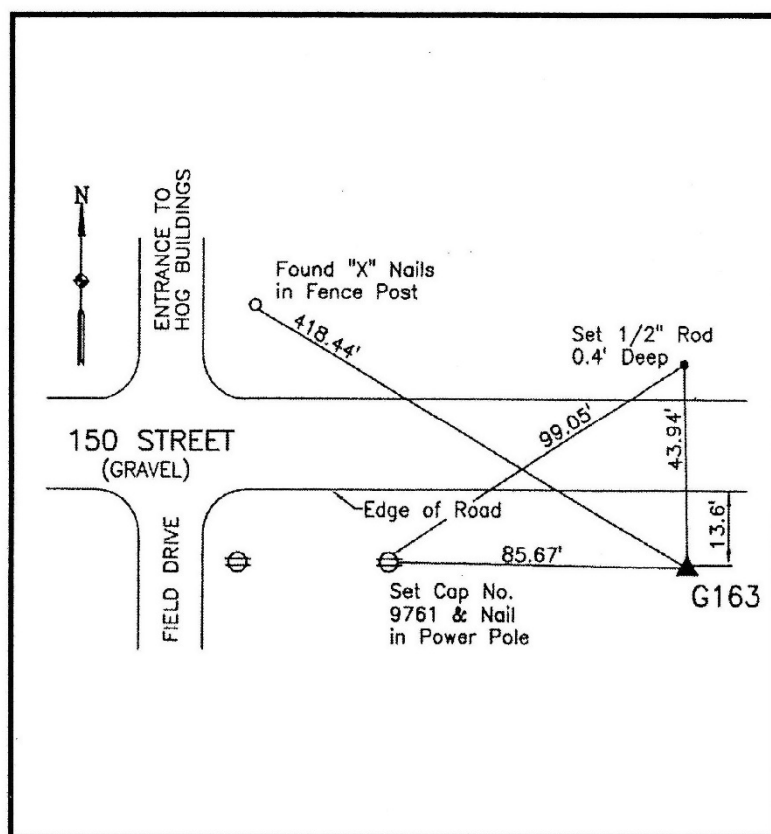 N
ENTRANCE TO
HOG BUILDINGS
Found "X" Nails
in Fence Post
418.44'
Set 1/2" Rod
0.4' Deep
99.05'
43.94'
150 STREET
(GRAVEL)
Edge of Road
13.6'
85.67'
G163
FIELD DRIVE
Set Cap No.
9761 & Nail
in Power Pole